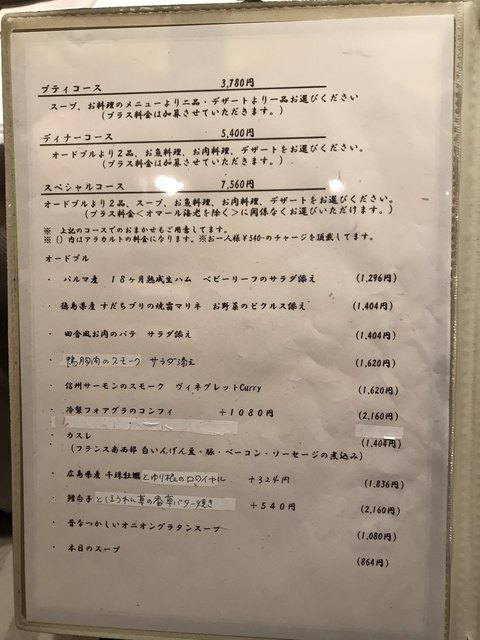 プティコース 3,780円
スープ、お料理のメニューより二品・デザートより一品お選びください
(プラス料金は加算させていただきます。)
ディナーコース 5,400円
オードブルより2品、お魚料理、お肉料理、デザートをお選びください。
(プラス料金は加算させていただきます。)
スペシャルコース 7,560円
オードブルより2品、スープ、お魚料理、お肉料理、デザートをお選びください。
(プラス料金<オマール海老を除く>に関係なくお選びいただけます。)
※ 上記のコースでのおまかせもご用意してます。
※ () 内はアラカルトの料金になります。※お一人様¥540-のチャージを頂戴してます。
オードブル
・ パルマ産 18ヶ月熟成生ハム ベビーリーフのサラダ添え (1,296円)
・ 徳島県産 すだちブリの焼霜マリネ お野菜のピクルス添え (1,404円)
・ 田舎風お肉のパテ サラダ添え (1,404円)
・ 鴨胸肉のスモーク サラダ添え (1,620円)
・ 信州サーモンのスモーク ヴィネグレットCurry (1,620円)
・ 冷製フォアグラのコンフィ +1080円 (2,160円)
・ カスレ (1,404円)
(フランス南西部 白いんげん豆・豚・ベーコン・ソーセージの煮込み)
・ 広島県産 牡蠣とゆり根のロワイヤル +324円 (1,836円)
・ 鱈白子とほうれん草の香草バター焼き +540円 (2,160円)
・ 昔なつかしいオニオングラタンスープ (1,080円)
・ 本日のスープ (864円)